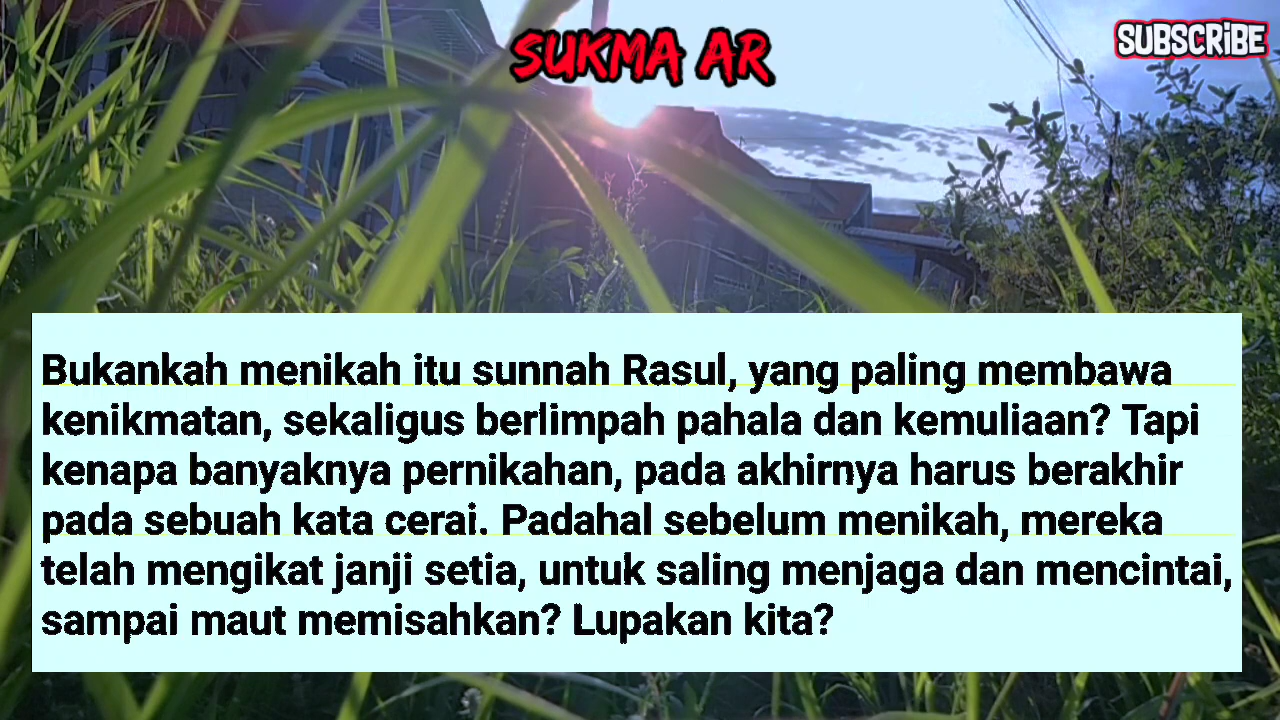 SUKMA AR
SUBSCRIBE
Bukankah menikah itu sunnah Rasul, yang paling membawa
kenikmatan, sekaligus berlimpah pahala dan kemuliaan? Tapi
kenapa banyaknya pernikahan, pada akhirnya harus berakhir
pada sebuah kata cerai. Padahal sebelum menikah, mereka
telah mengikat janji setia, untuk saling menjaga dan mencintai,
sampai maut memisahkan? Lupakan kita?